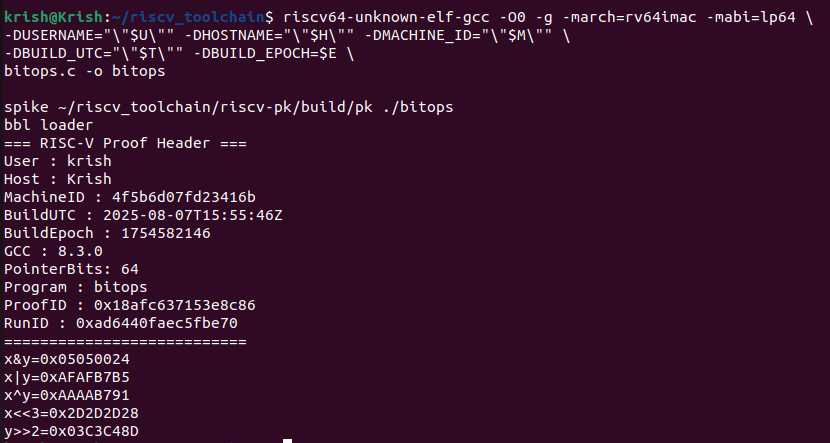 krish@Krish:~/riscv_toolchain$ riscv64-unknown-elf-gcc -O0 -g -march=rv64imac -mabi=lp64 \
-DUSERNAME="\"$U\"" -DHOSTNAME="\"$H\"" -DMACHINE_ID="\"$M\"" \
-DBUILD_UTC="\"$T\"" -DBUILD_EPOCH=$E \
bitops.c -o bitops
spike ~/riscv_toolchain/riscv-pk/build/pk ./bitops
bbl loader
=== RISC-V Proof Header ===
User : krish
Host : Krish
MachineID : 4f5b6d07fd23416b
BuildUTC : 2025-08-07T15:55:46Z
BuildEpoch : 1754582146
GCC : 8.3.0
PointerBits: 64
Program : bitops
ProofID : 0x18afc637153e8c86
RunID : 0xad6440faec5fbe70
===========================
x&y=0x05050024
x|y=0xAFAFB7B5
x^y=0xAAAAB791
x<<3=0x2D2D2D28
y>>2=0x03C3C48D